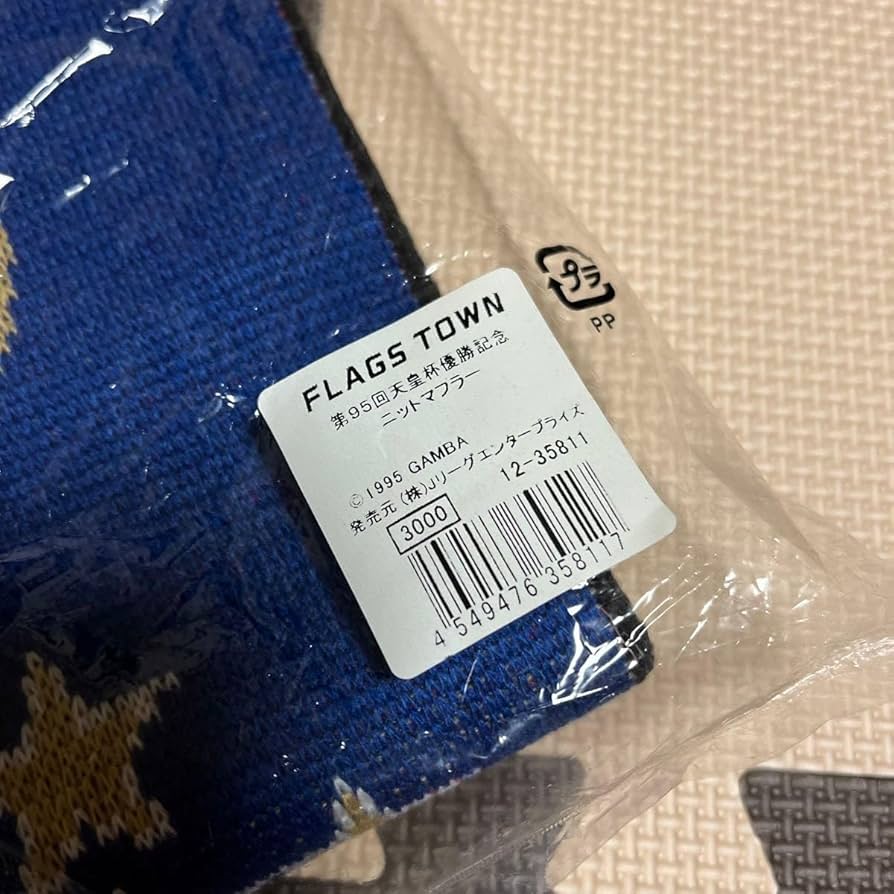 FLAGS TOWN
第95回天皇杯優勝記念
ニットマフラー
©1995 GAMBA
発売元 (株)Jリーグエンタープライズ
3000 12-35811
4 549476 358117
プラ
PP